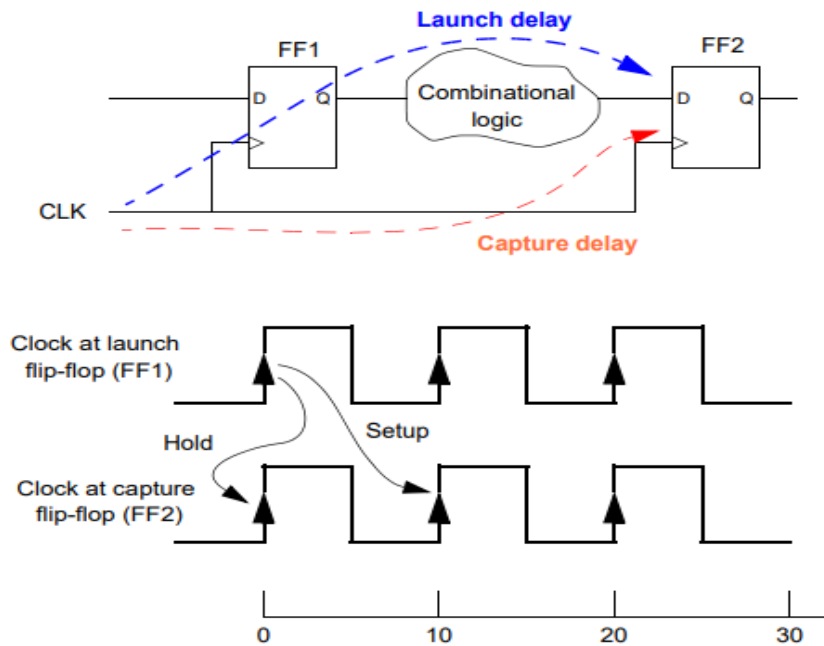 Launch delay
FF1
FF2
D
Q
Combinational
logic
D
Q
CLK
Capture delay
Clock at launch
flip-flop (FF1)
Setup
Hold
Clock at capture
flip-flop (FF2)
0
10
20
30